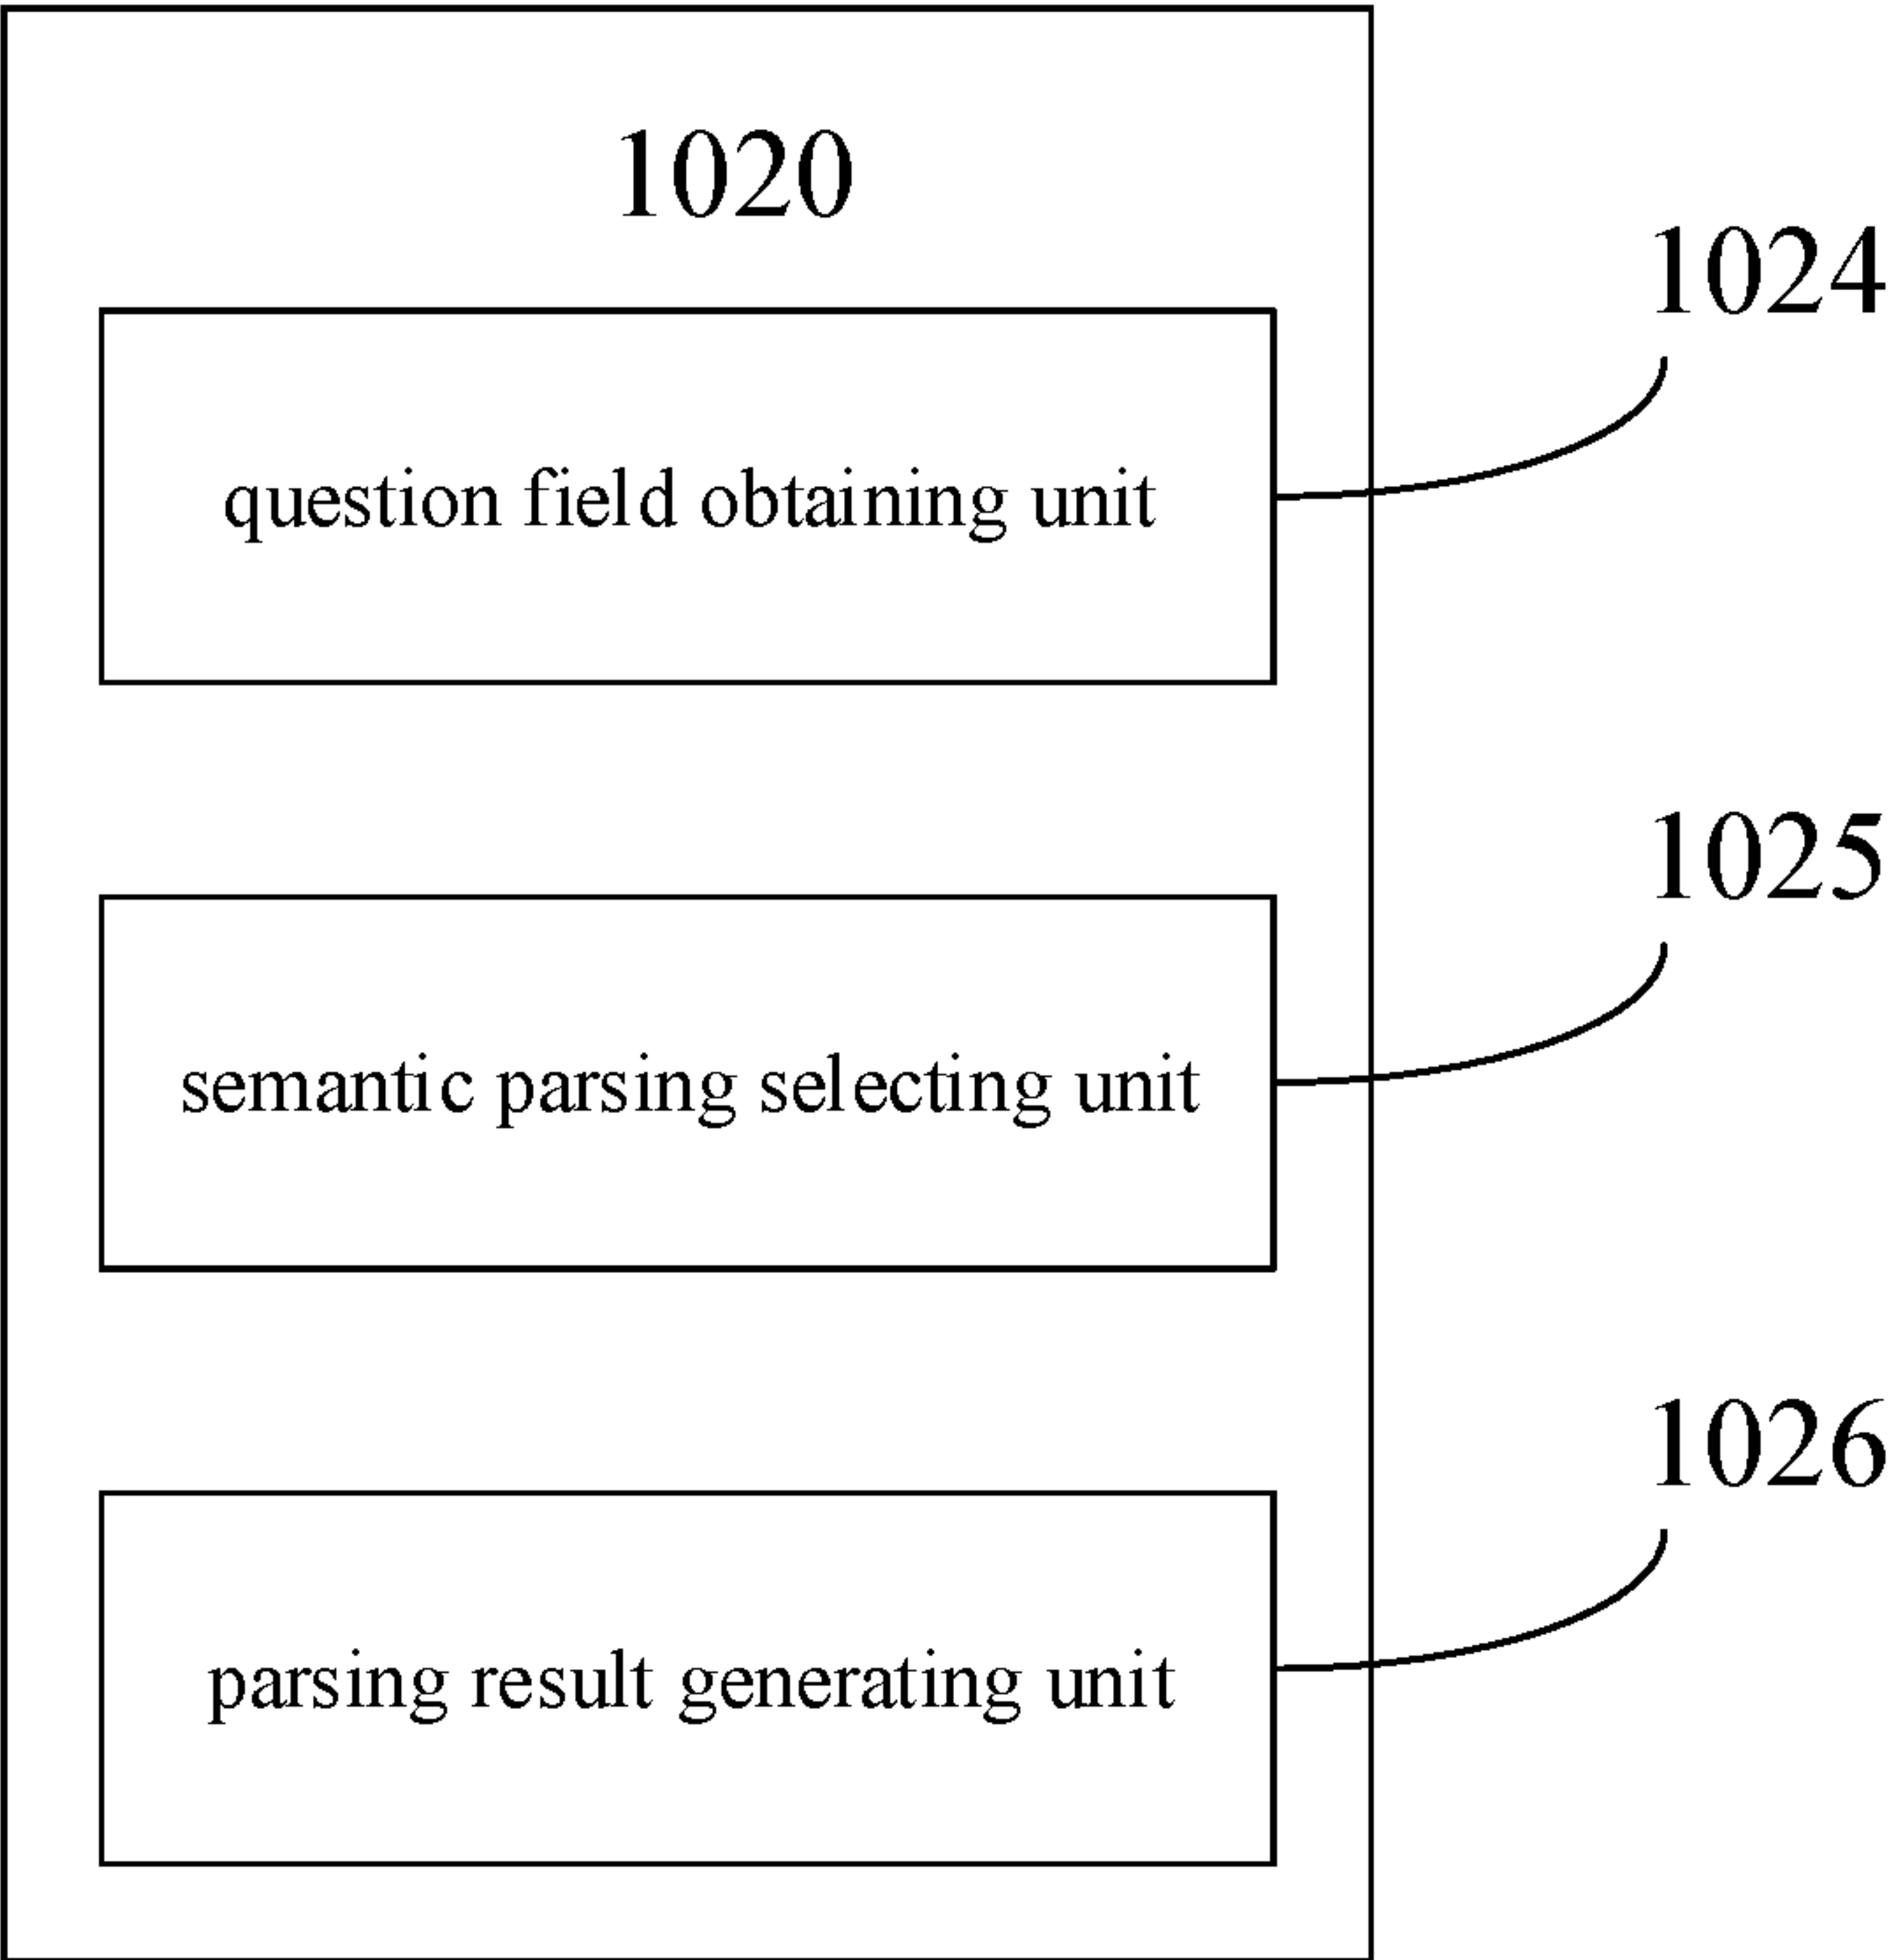 1020
1024
question field obtaining unit
1025
semantic parsing selecting unit
1026
parsing result generating unit